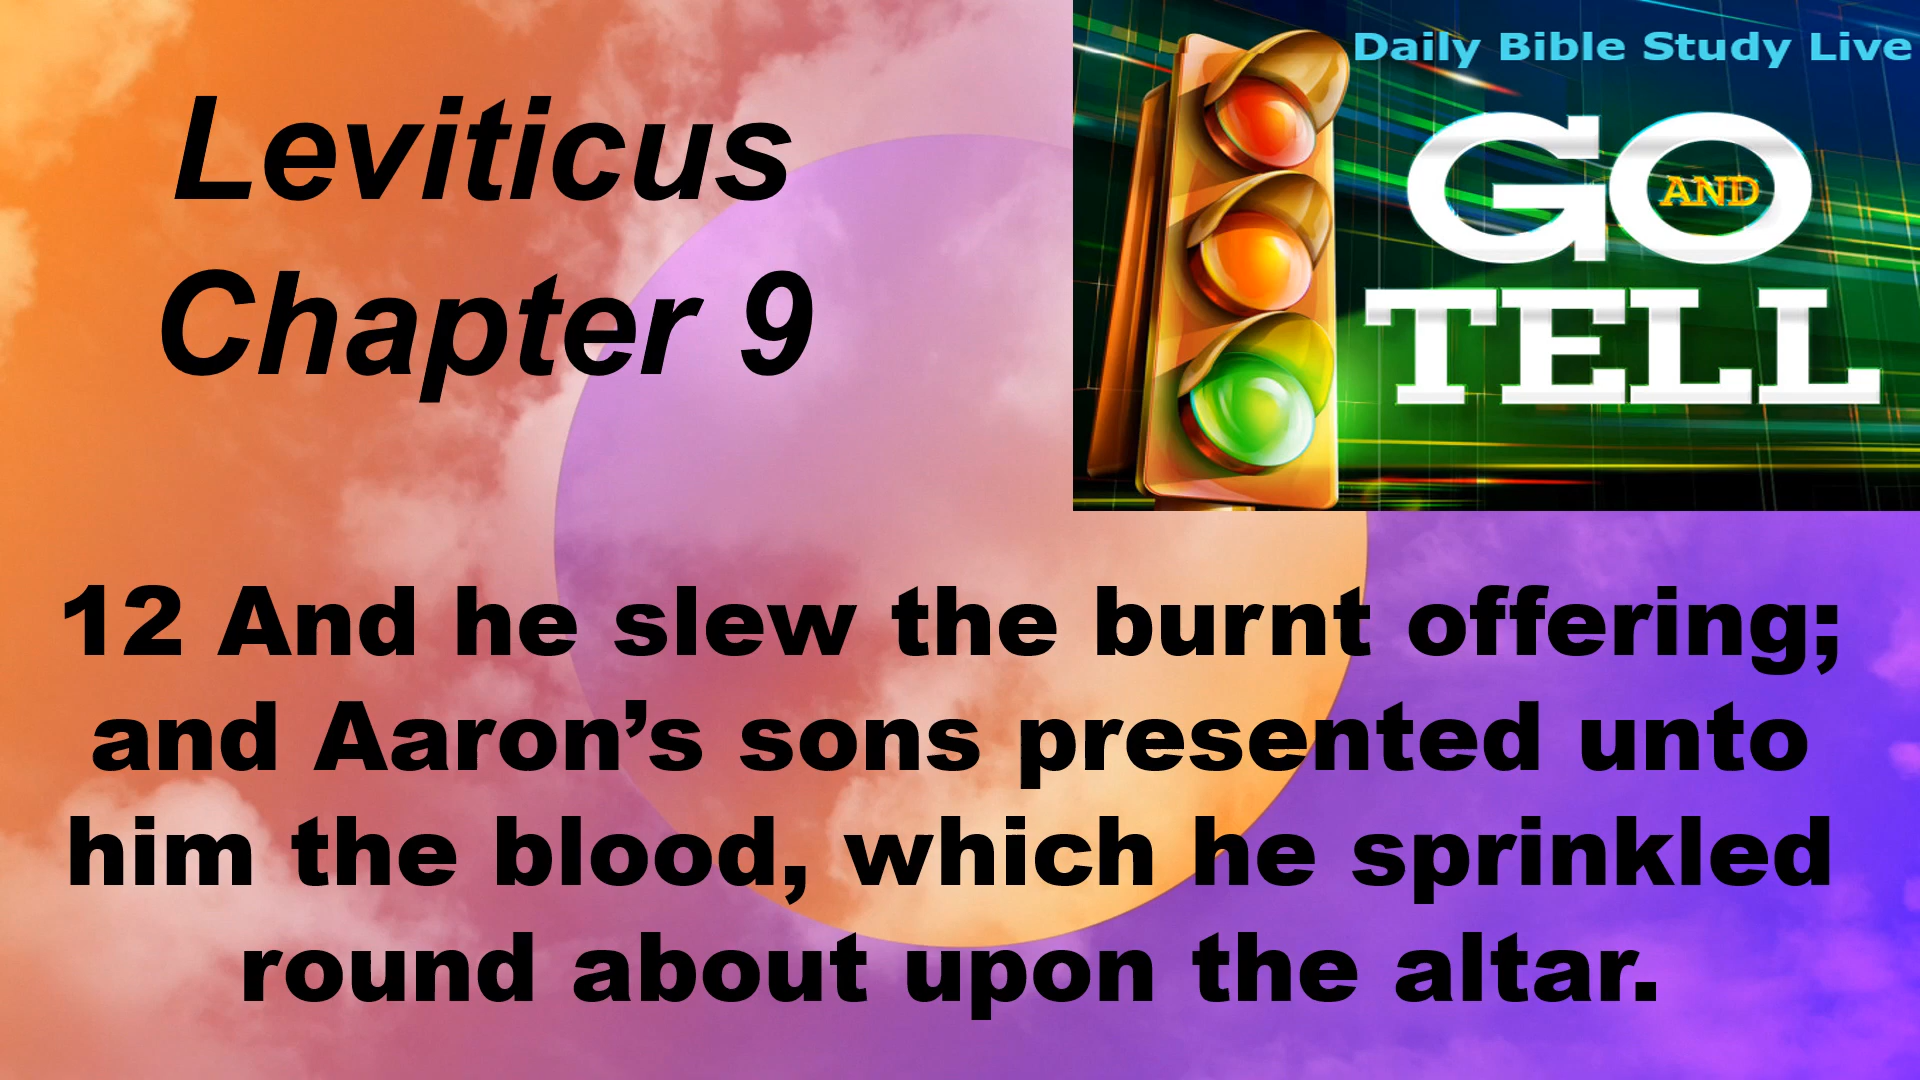 Leviticus
Chapter 9
Daily Bible Study Live
GO AND
TELL
12 And he slew the burnt offering;
and Aaron’s sons presented unto
him the blood, which he sprinkled
round about upon the altar.